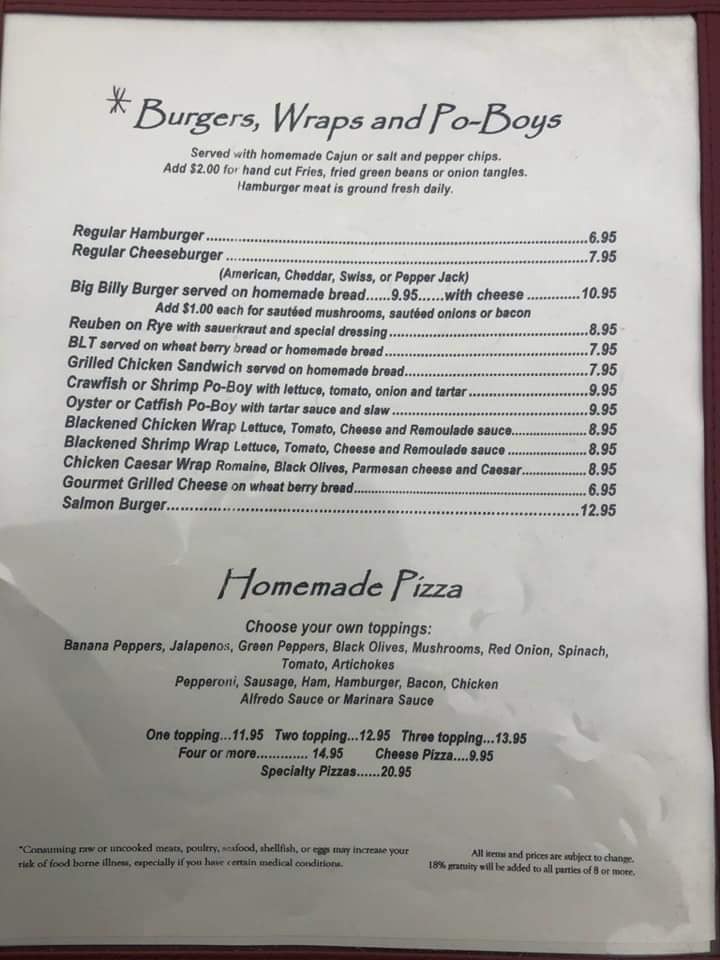 * Burgers, Wraps and Po-Boys
Served with homemade Cajun or salt and pepper chips.
Add $2.00 for hand cut Fries, fried green beans or onion tangles.
Hamburger meat is ground fresh daily.
Regular Hamburger..........6.95
Regular Cheeseburger..........7.95
(American, Cheddar, Swiss, or Pepper Jack)
Big Billy Burger served on homemade bread......9.95......with cheese ............10.95
Add $1.00 each for sautéed mushrooms, sautéed onions or bacon
Reuben on Rye with sauerkraut and special dressing..........8.95
BLT served on wheat berry bread or homemade bread..........7.95
Grilled Chicken Sandwich served on homemade bread..........7.95
Crawfish or Shrimp Po-Boy with lettuce, tomato, onion and tartar..........9.95
Oyster or Catfish Po-Boy with tartar sauce and slaw..........9.95
Blackened Chicken Wrap Lettuce, Tomato, Cheese and Remoulade sauce..........8.95
Blackened Shrimp Wrap Lettuce, Tomato, Cheese and Remoulade sauce..........8.95
Chicken Caesar Wrap Romaine, Black Olives, Parmesan cheese and Caesar..........8.95
Gourmet Grilled Cheese on wheat berry bread..........6.95
Salmon Burger..........12.95
Homemade Pizza
Choose your own toppings:
Banana Peppers, Jalapenos, Green Peppers, Black Olives, Mushrooms, Red Onion, Spinach,
Tomato, Artichokes
Pepperoni, Sausage, Ham, Hamburger, Bacon, Chicken
Alfredo Sauce or Marinara Sauce
One topping...11.95 Two topping...12.95 Three topping...13.95
Four or more............ 14.95 Cheese Pizza....9.95
Specialty Pizzas......20.95
*Consuming raw or uncooked meats, poultry, seafood, shellfish, or eggs may increase your
risk of food borne illness, especially if you have certain medical conditions.
All items and prices are subject to change.
18% gratuity will be added to all parties of 8 or more.